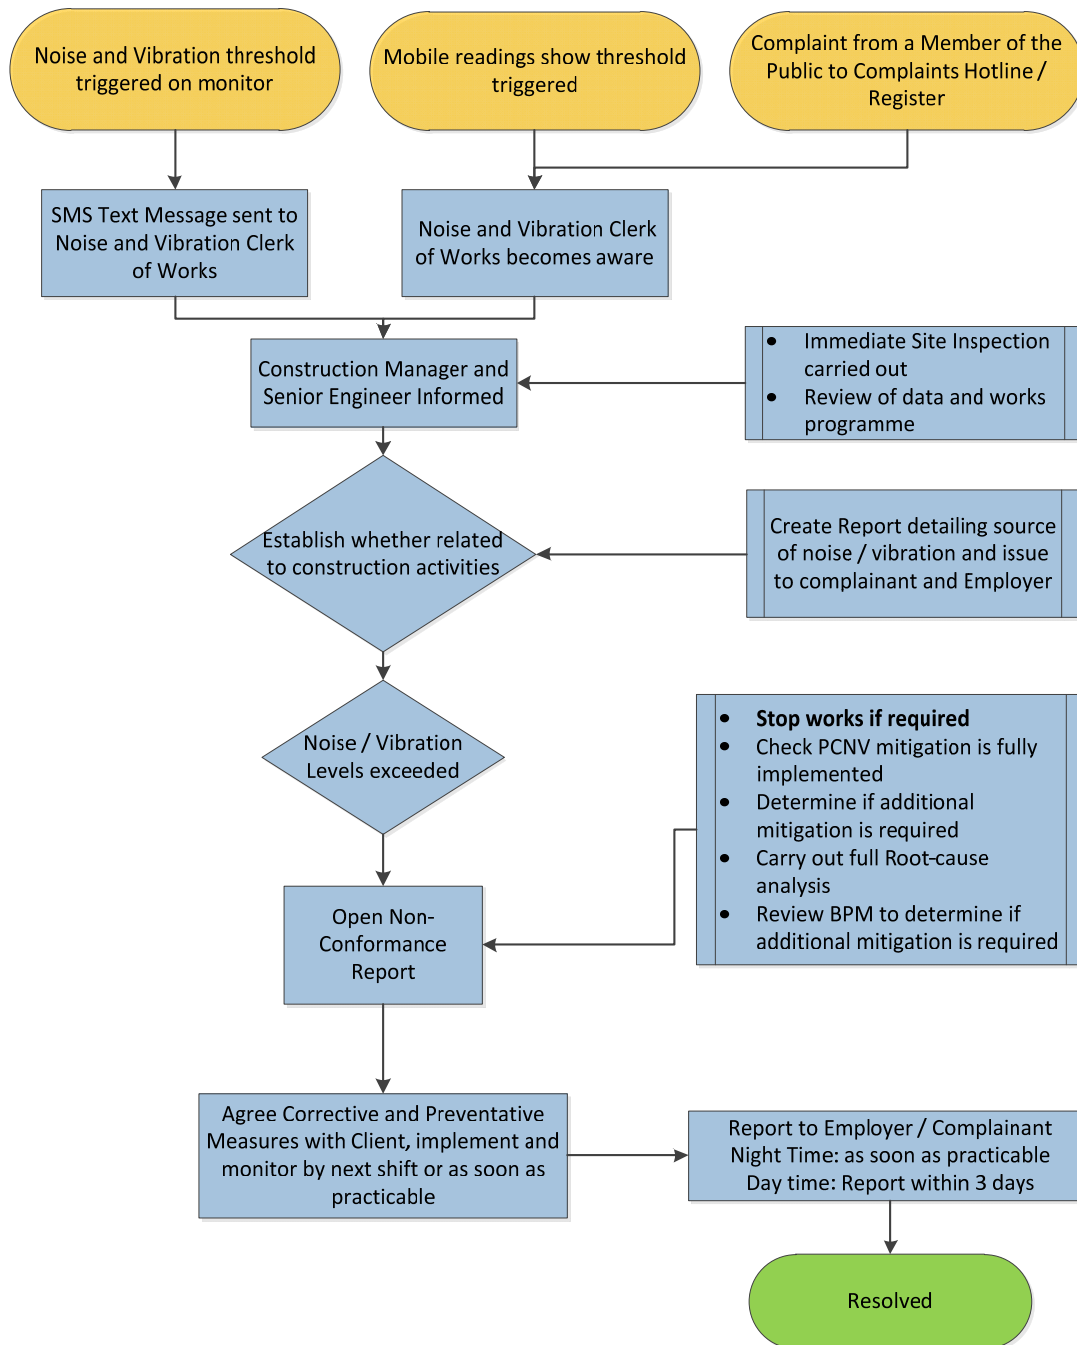 Noise and Vibration threshold
triggered on monitor
Mobile readings show threshold
triggered
Complaint from a Member of the
Public to Complaints Hotline /
Register
SMS Text Message sent to
Noise and Vibration Clerk
of Works
Noise and Vibration Clerk
of Works becomes aware
Construction Manager and
Senior Engineer Informed
• Immediate Site Inspection
carried out
• Review of data and works
programme
Establish whether related
to construction activities
Create Report detailing source
of noise / vibration and issue
to complainant and Employer
Noise / Vibration
Levels exceeded
• Stop works if required
• Check PCNV mitigation is fully
implemented
• Determine if additional
mitigation is required
• Carry out full Root-cause
analysis
• Review BPM to determine if
additional mitigation is required
Open Non-
Conformance
Report
Agree Corrective and Preventative
Measures with Client, implement and
monitor by next shift or as soon as
practicable
Report to Employer / Complainant
Night Time: as soon as practicable
Day time: Report within 3 days
Resolved